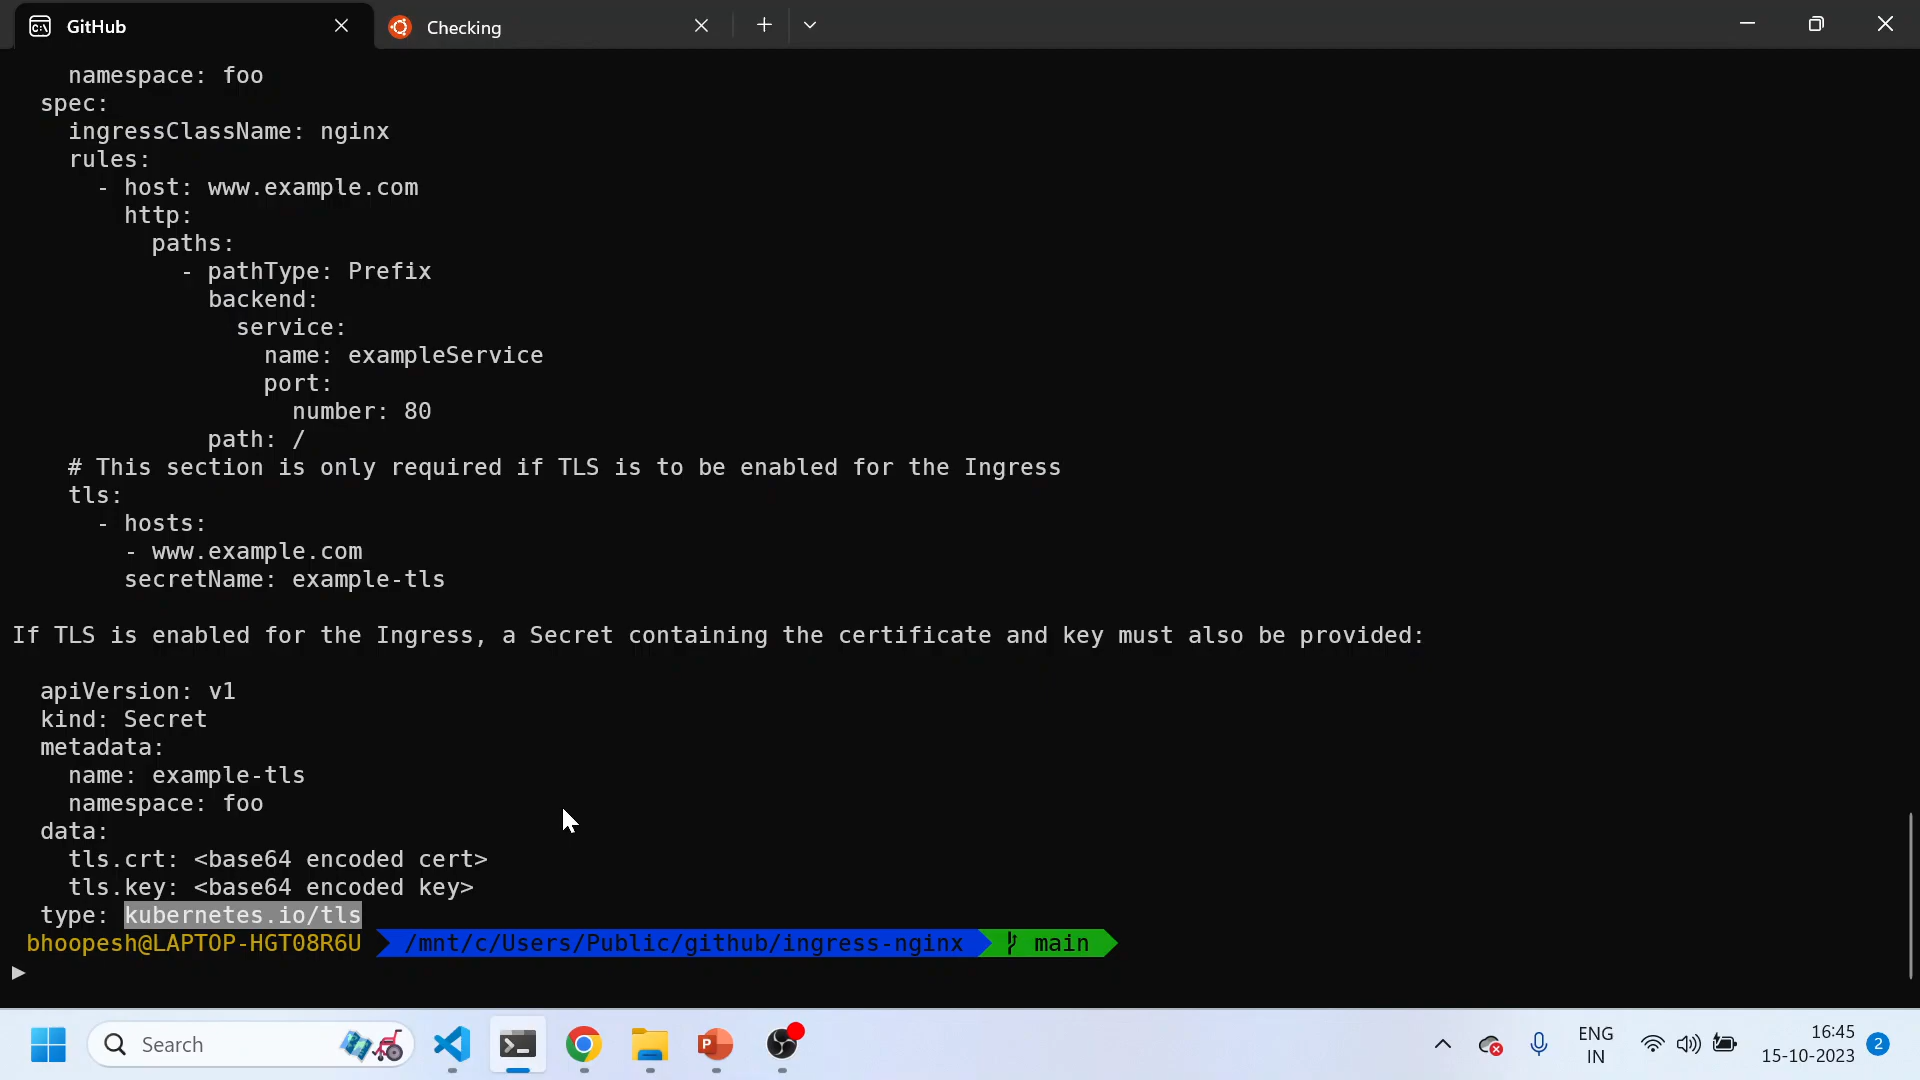 GitHub
Checking
namespace: foo
spec:
ingressClassName: nginx
rules:
- host: www.example.com
http:
paths:
- pathType: Prefix
backend:
service:
name: exampleService
port:
number: 80
path: /
# This section is only required if TLS is to be enabled for the Ingress
tls:
- hosts:
- www.example.com
secretName: example-tls
If TLS is enabled for the Ingress, a Secret containing the certificate and key must also be provided:
apiVersion: v1
kind: Secret
metadata:
name: example-tls
namespace: foo
data:
tls.crt: <base64 encoded cert>
tls.key: <base64 encoded key>
type: kubernetes.io/tls
bhoopesh@LAPTOP-HGT08R6U /mnt/c/Users/Public/github/ingress-nginx main
Search
ENG
IN
16:45
15-10-2023
2